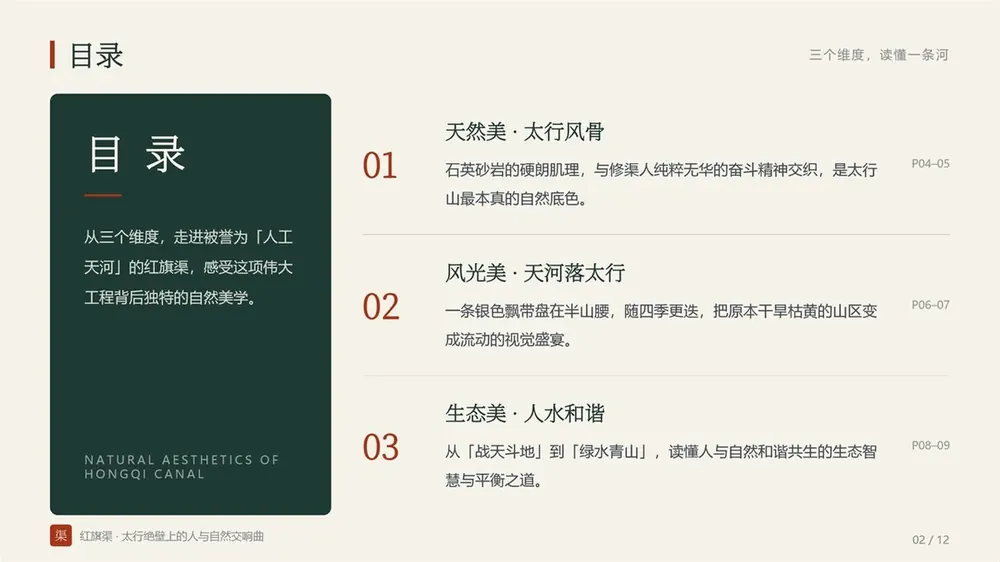 目录
三个维度，读懂一条河
目 录
从三个维度，走进被誉为「人工
天河」的红旗渠，感受这项伟大
工程背后独特的自然美学。
NATURAL AESTHETICS OF
HONGQI CANAL
01
天然美 · 太行风骨
石英砂岩的硬朗肌理，与修渠人纯粹无华的奋斗精神交织，是太行
山最本真的自然底色。
P04–05
02
风光美 · 天河落太行
一条银色飘带盘在半山腰，随四季更迭，把原本干旱枯黄的山区变
成流动的视觉盛宴。
P06–07
03
生态美 · 人水和谐
从「战天斗地」到「绿水青山」，读懂人与自然和谐共生的生态智
慧与平衡之道。
P08–09
渠
红旗渠 · 太行绝壁上的人与自然交响曲
02 / 12